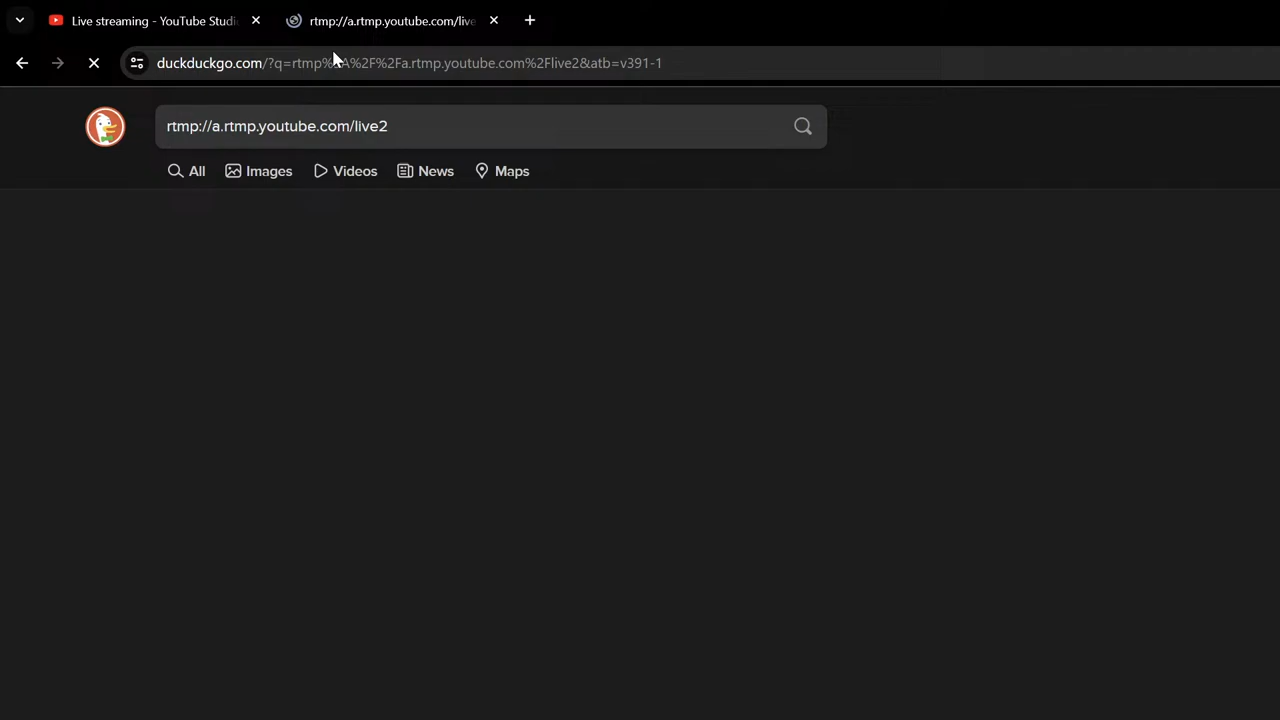 Live streaming - YouTube Studi
rtmp://a.rtmp.youtube.com/live
duckduckgo.com/?q=rtmp%3A%2F%2Fa.rtmp.youtube.com%2Flive2&atb=v391-1
rtmp://a.rtmp.youtube.com/live2
All Images Videos News Maps